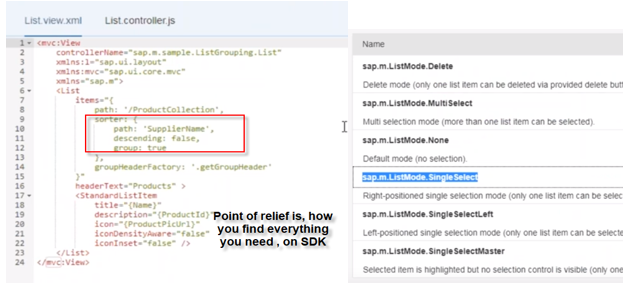 List.view.xml
List.controller.js
1 <mvc:View
2 controllerName="sap.m.sample.ListGrouping.List"
3 xmlns:l="sap.ui.layout"
4 xmlns:mvc="sap.ui.core.mvc"
5 xmlns="sap.m">
6 <List
7 items="{
8 path: '/ProductCollection',
9 sorter: {
10 path: 'SupplierName',
11 descending: false,
12 group: true
13 },
14 groupHeaderFactory: '.getGroupHeader'
15 }"
16 headerText="Products" >
17 <StandardListItem
18 title="{Name}"
19 description="{ProductId}"
20 icon="{ProductPicUrl}"
21 iconDensityAware="false"
22 iconInset="false" />
23 </List>
24 </mvc:View>
Point of relief is, how
you find everything
you need , on SDK
Name
sap.m.ListMode.Delete
Delete mode (only one list item can be deleted via provided delete but
sap.m.ListMode.MultiSelect
Multi selection mode (more than one list item can be selected).
sap.m.ListMode.None
Default mode (no selection).
sap.m.ListMode.SingleSelect
Right-positioned single selection mode (only one list item can be selec
sap.m.ListMode.SingleSelectLeft
Left-positioned single selection mode (only one list item can be selecte
sap.m.ListMode.SingleSelectMaster
Selected item is highlighted but no selection control is visible (only one